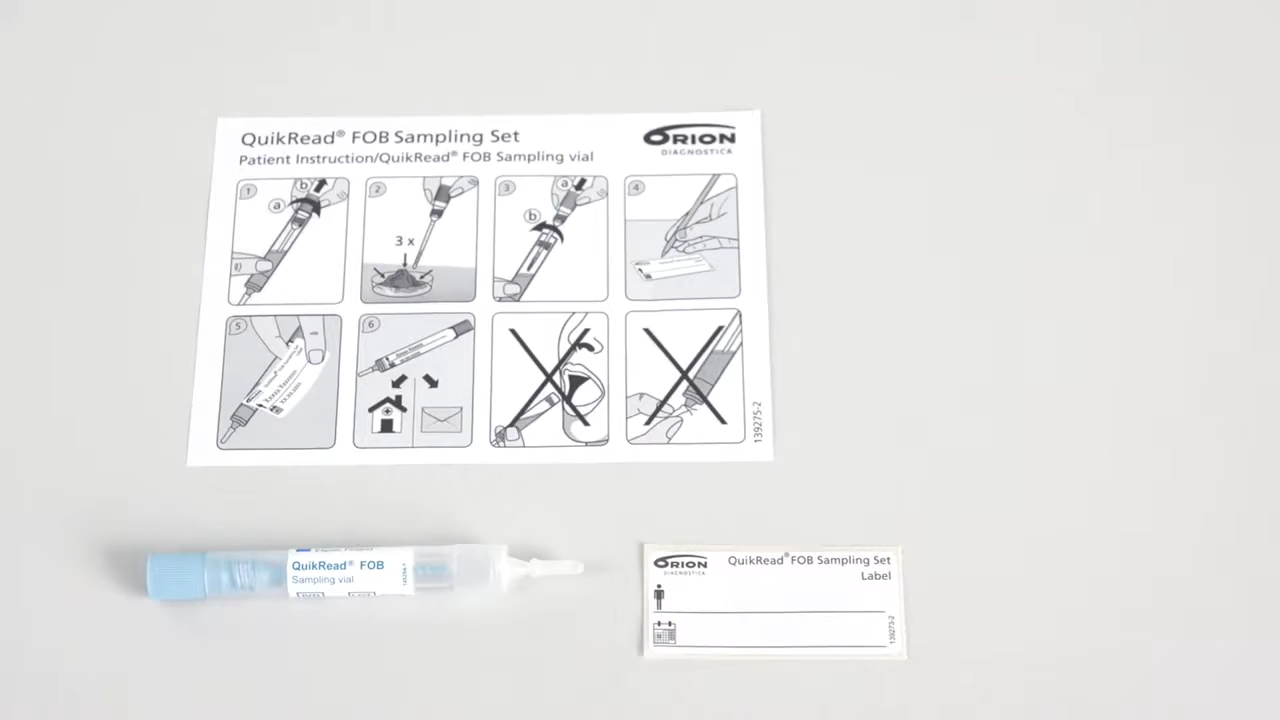 QuikRead® FOB Sampling Set
ORION
DIAGNOSTICA
Patient Instruction/QuikRead® FOB Sampling vial
1
a
b
2
3 x
3
a
b
4
5
6
139275-2
QuikRead® FOB
Sampling vial
ORION
DIAGNOSTICA
QuikRead® FOB Sampling Set
Label
139273-2